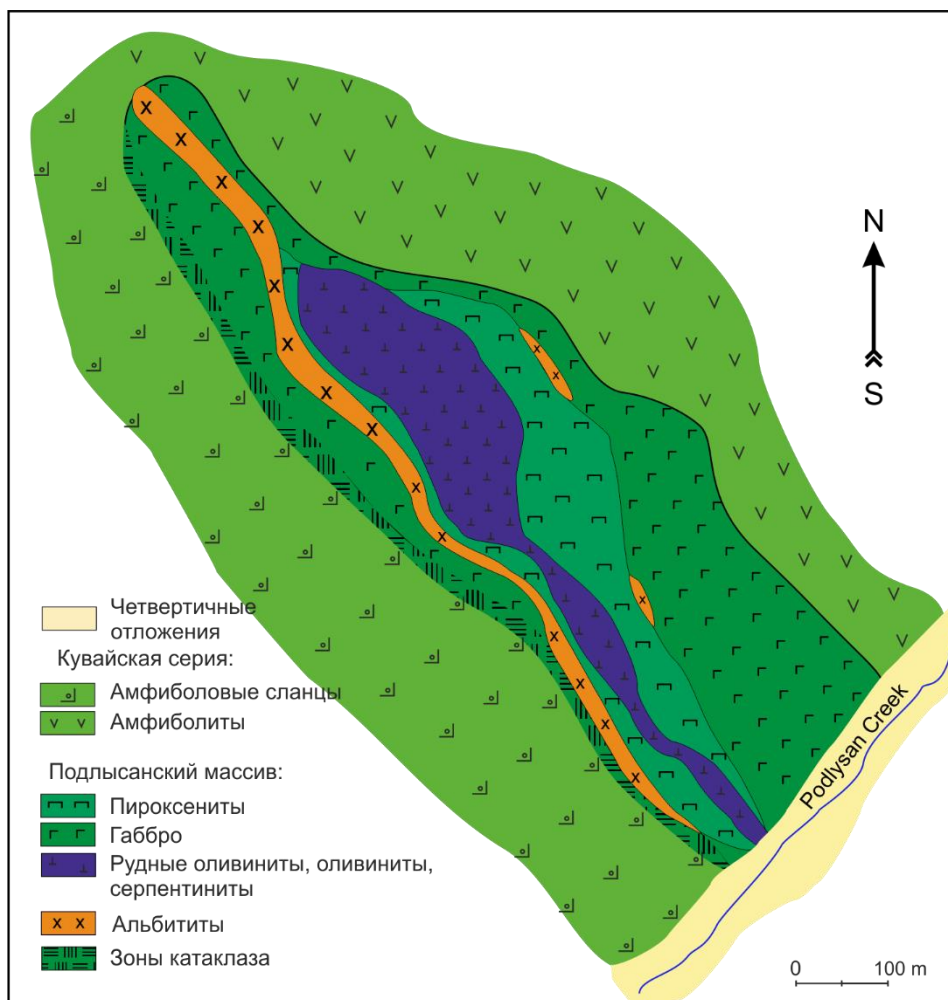 N
S
Четвертичные
отложения
Кувайская серия:
Амфиболовые сланцы
Амфиболиты
Подлысанский массив:
Пироксениты
Габбро
Рудные оливиниты, оливиниты,
серпентиниты
Альбититы
Зоны катаклаза
Podlysan Creek
0 100 m